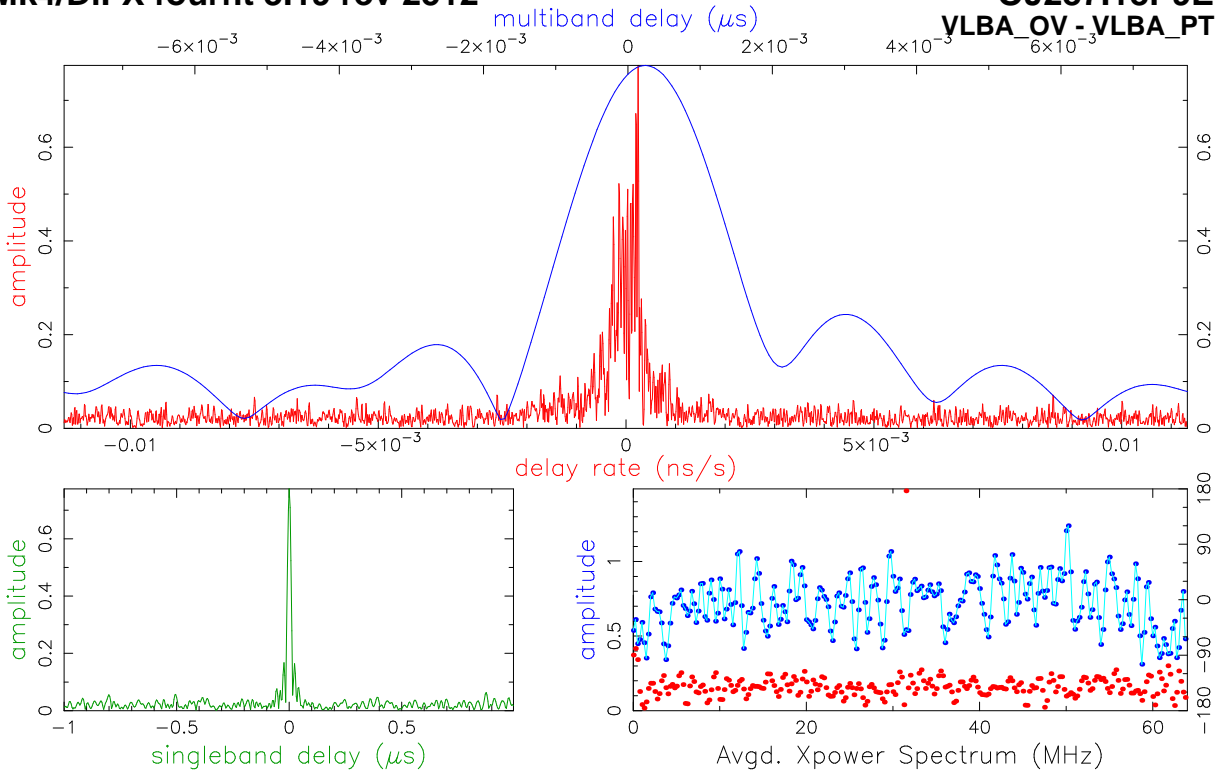 multiband delay (μs)
VLBA_OV - VLBA_PT
−6×10⁻³ −4×10⁻³ −2×10⁻³ 0 2×10⁻³ 4×10⁻³ 6×10⁻³
amplitude
0 0.2 0.4 0.6
0 0.2 0.4 0.6
−0.01 −5×10⁻³ 0 5×10⁻³ 0.01
delay rate (ns/s)
amplitude
0 0.2 0.4 0.6
−1 −0.5 0 0.5
singleband delay (μs)
amplitude
0 0.5 1
−180 −90 0 90 180
0 20 40 60
Avgd. Xpower Spectrum (MHz)